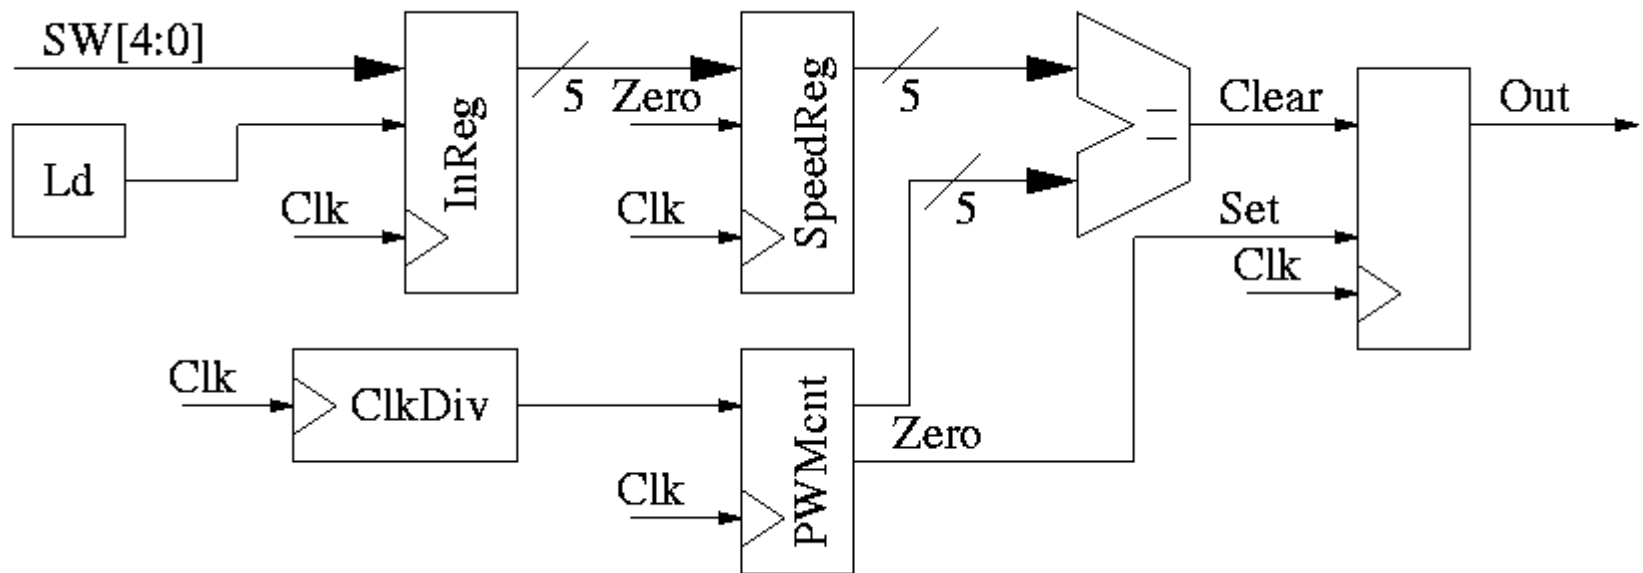 SW[4:0]
Ld
Clk
InReg
5
Zero
Clk
SpeedReg
5
5
=
Clear
Set
Clk
Out
Clk
ClkDiv
Clk
PWMcnt
Zero